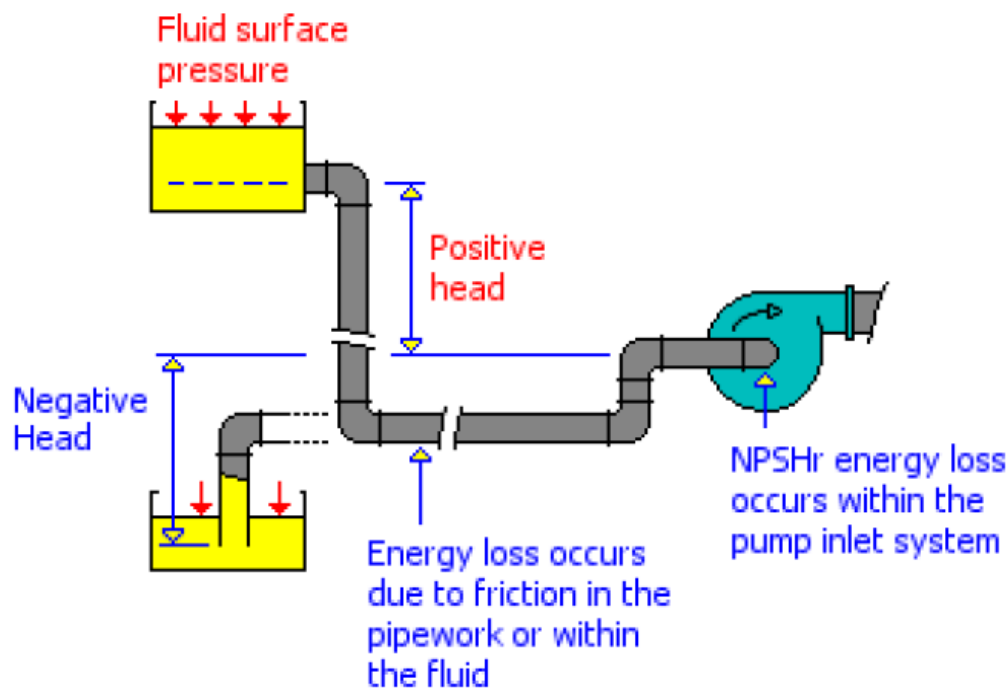 Fluid surface
pressure
Positive
head
Negative
Head
NPSHr energy loss
occurs within the
pump inlet system
Energy loss occurs
due to friction in the
pipework or within
the fluid